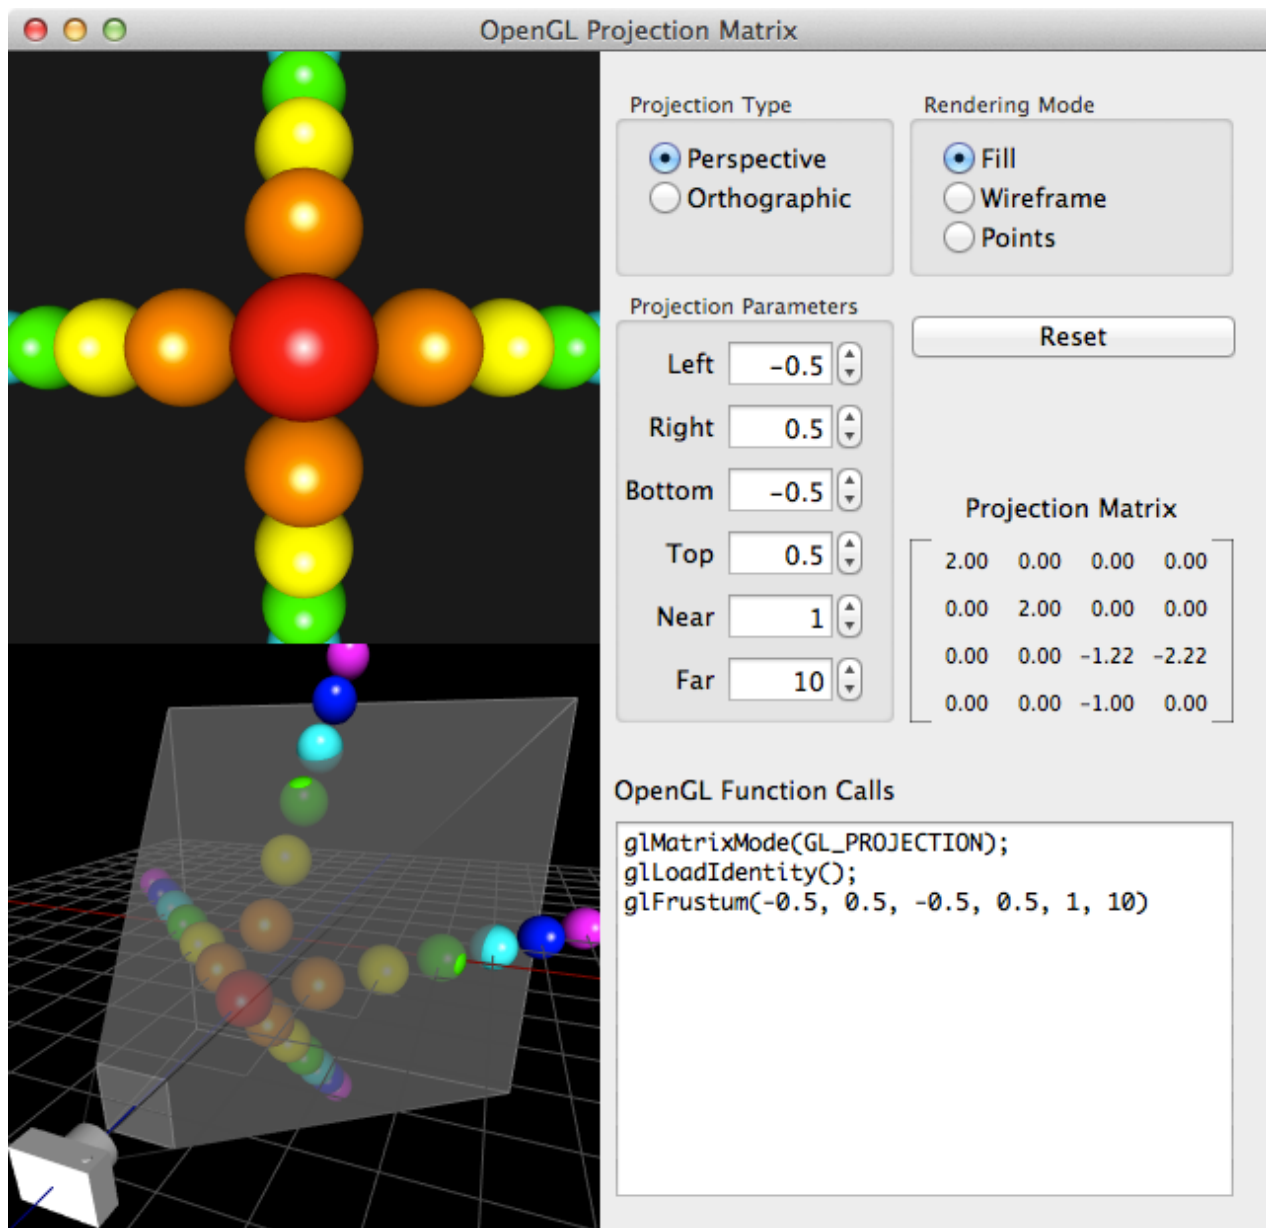 OpenGL Projection Matrix
Projection Type
Perspective
Orthographic
Rendering Mode
Fill
Wireframe
Points
Projection Parameters
Left -0.5
Right 0.5
Bottom -0.5
Top 0.5
Near 1
Far 10
Reset
Projection Matrix
2.00 0.00 0.00 0.00
0.00 2.00 0.00 0.00
0.00 0.00 -1.22 -2.22
0.00 0.00 -1.00 0.00
OpenGL Function Calls
glMatrixMode(GL_PROJECTION);
glLoadIdentity();
glFrustum(-0.5, 0.5, -0.5, 0.5, 1, 10)